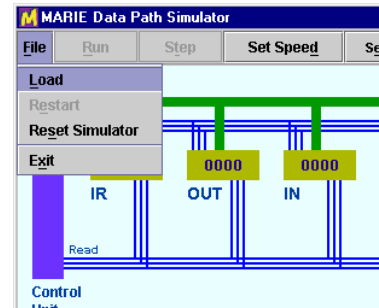 MARIE Data Path Simulator
File Run Step Set Speed
Load
Restart
Reset Simulator
Exit
0000 0000
IR OUT IN
Read
Control
Unit